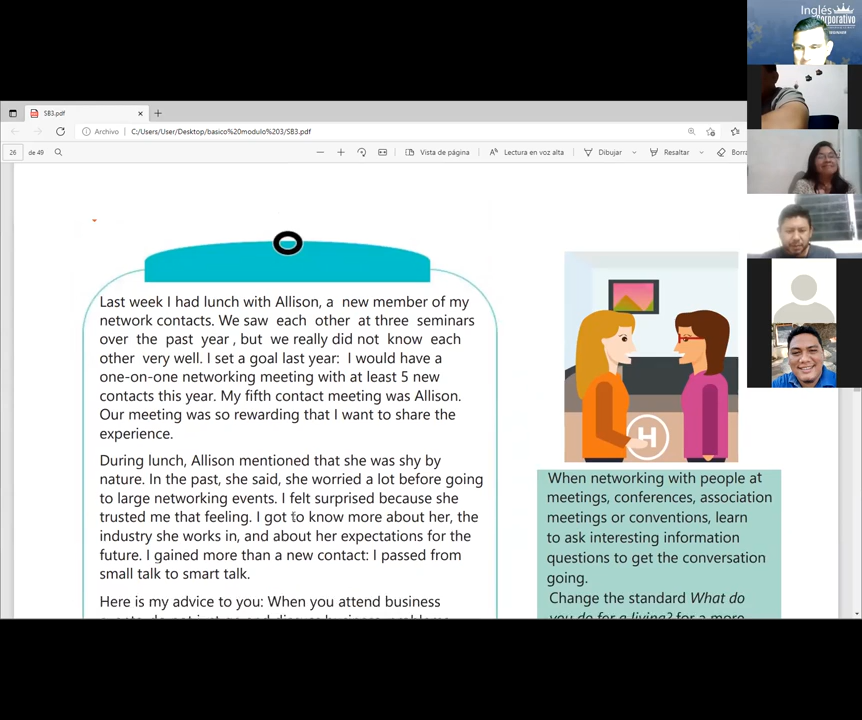 Inglés
Corporativo
SB3.pdf
Archivo
C:/Users/User/Desktop/basico%20modulo%203/SB3.pdf
26
de 49
Vista de página
Lectura en voz alta
Dibujar
Resaltar
Borra
Last week I had lunch with Allison, a new member of my
network contacts. We saw each other at three seminars
over the past year , but we really did not know each
other very well. I set a goal last year: I would have a
one-on-one networking meeting with at least 5 new
contacts this year. My fifth contact meeting was Allison.
Our meeting was so rewarding that I want to share the
experience.
During lunch, Allison mentioned that she was shy by
nature. In the past, she said, she worried a lot before going
to large networking events. I felt surprised because she
trusted me that feeling. I got to know more about her, the
industry she works in, and about her expectations for the
future. I gained more than a new contact: I passed from
small talk to smart talk.
Here is my advice to you: When you attend business
H
When networking with people at
meetings, conferences, association
meetings or conventions, learn
to ask interesting information
questions to get the conversation
going.
Change the standard What do
you do for a living? for a more